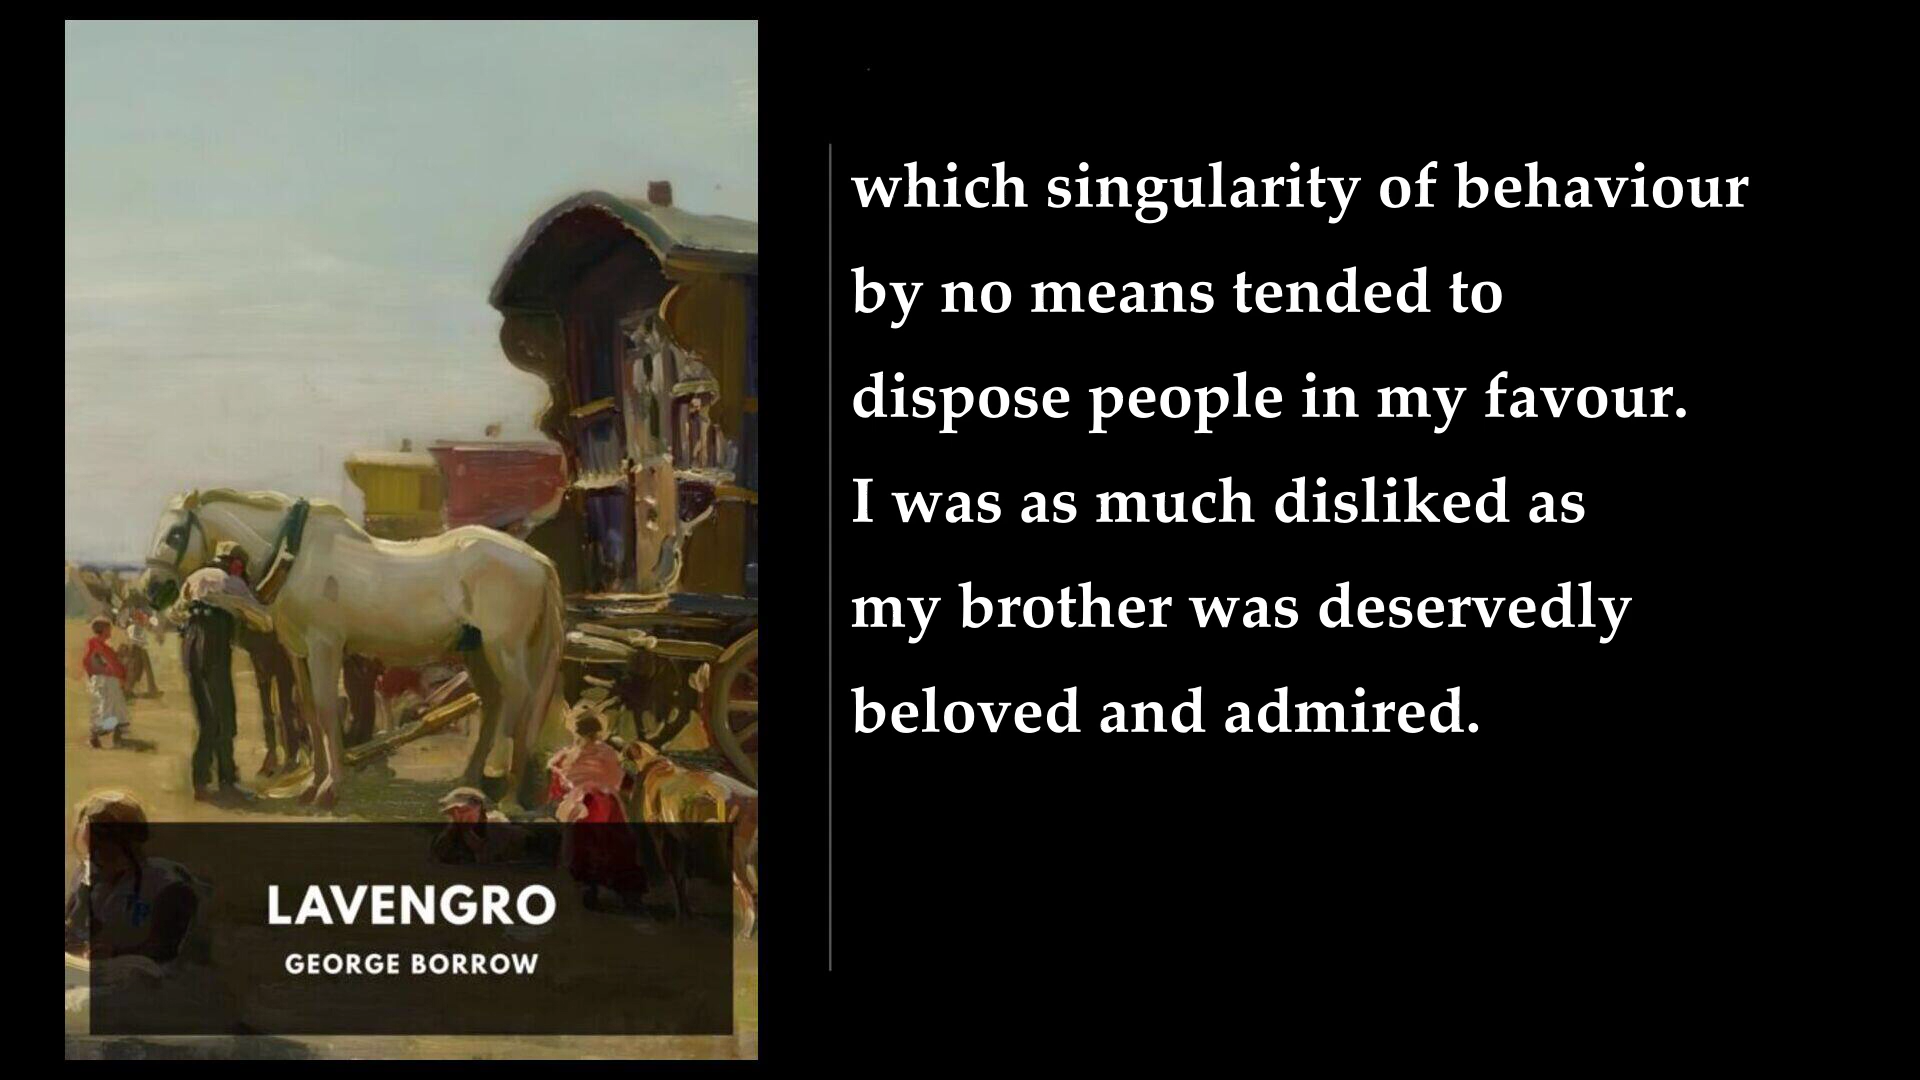 LAVENGRO
GEORGE BORROW
which singularity of behaviour
by no means tended to
dispose people in my favour.
I was as much disliked as
my brother was deservedly
beloved and admired.